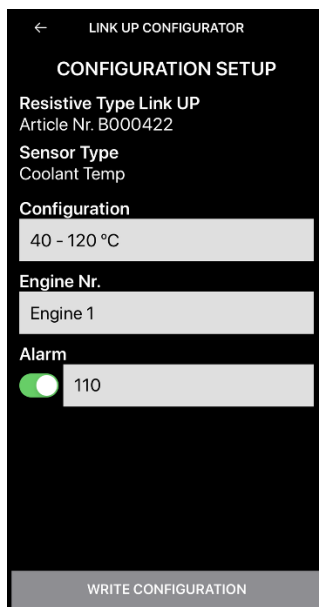 LINK UP CONFIGURATOR
CONFIGURATION SETUP
Resistive Type Link UP
Article Nr. B000422
Sensor Type
Coolant Temp
Configuration
40 - 120 °C
Engine Nr.
Engine 1
Alarm
110
WRITE CONFIGURATION